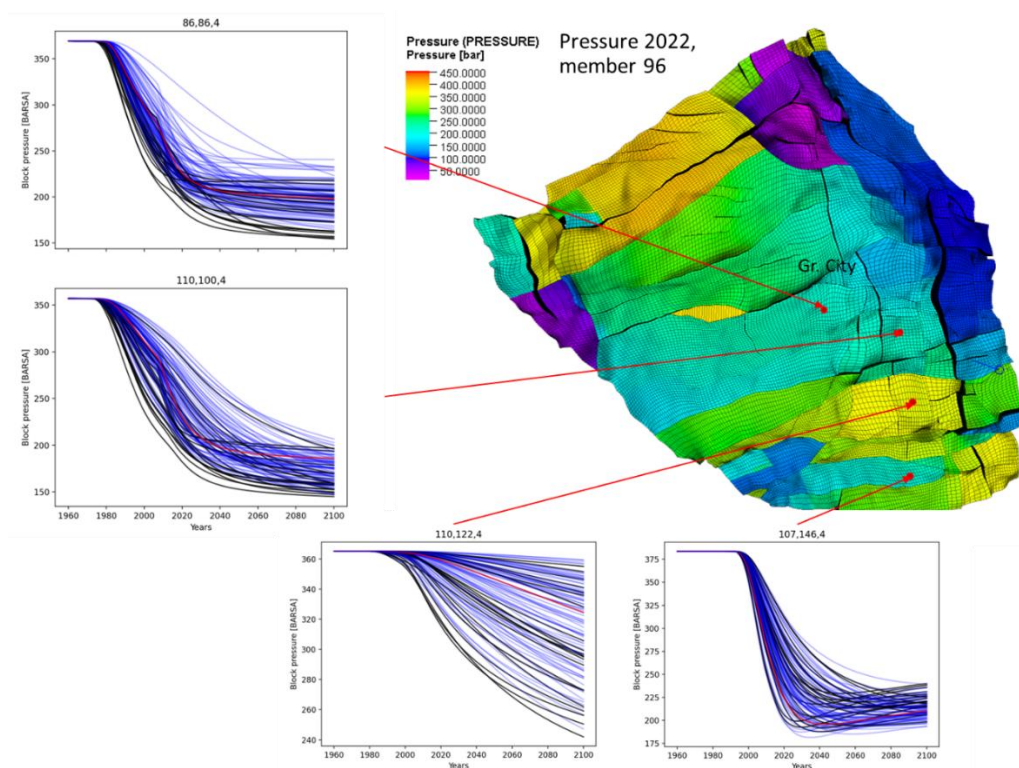 86,86,4
Block pressure [BARSA]
350
300
250
200
150
110,100,4
Block pressure [BARSA]
350
300
250
200
150
1960 1980 2000 2020 2040 2060 2080 2100
Years
Pressure (PRESSURE)
Pressure [bar]
450.0000
400.0000
350.0000
300.0000
250.0000
200.0000
150.0000
100.0000
50.0000
Pressure 2022,
member 96
Gr. City
110,122,4
Block pressure [BARSA]
360
340
320
300
280
260
240
1960 1980 2000 2020 2040 2060 2080 2100
Years
107,146,4
Block pressure [BARSA]
375
350
325
300
275
250
225
200
175
1960 1980 2000 2020 2040 2060 2080 2100
Years